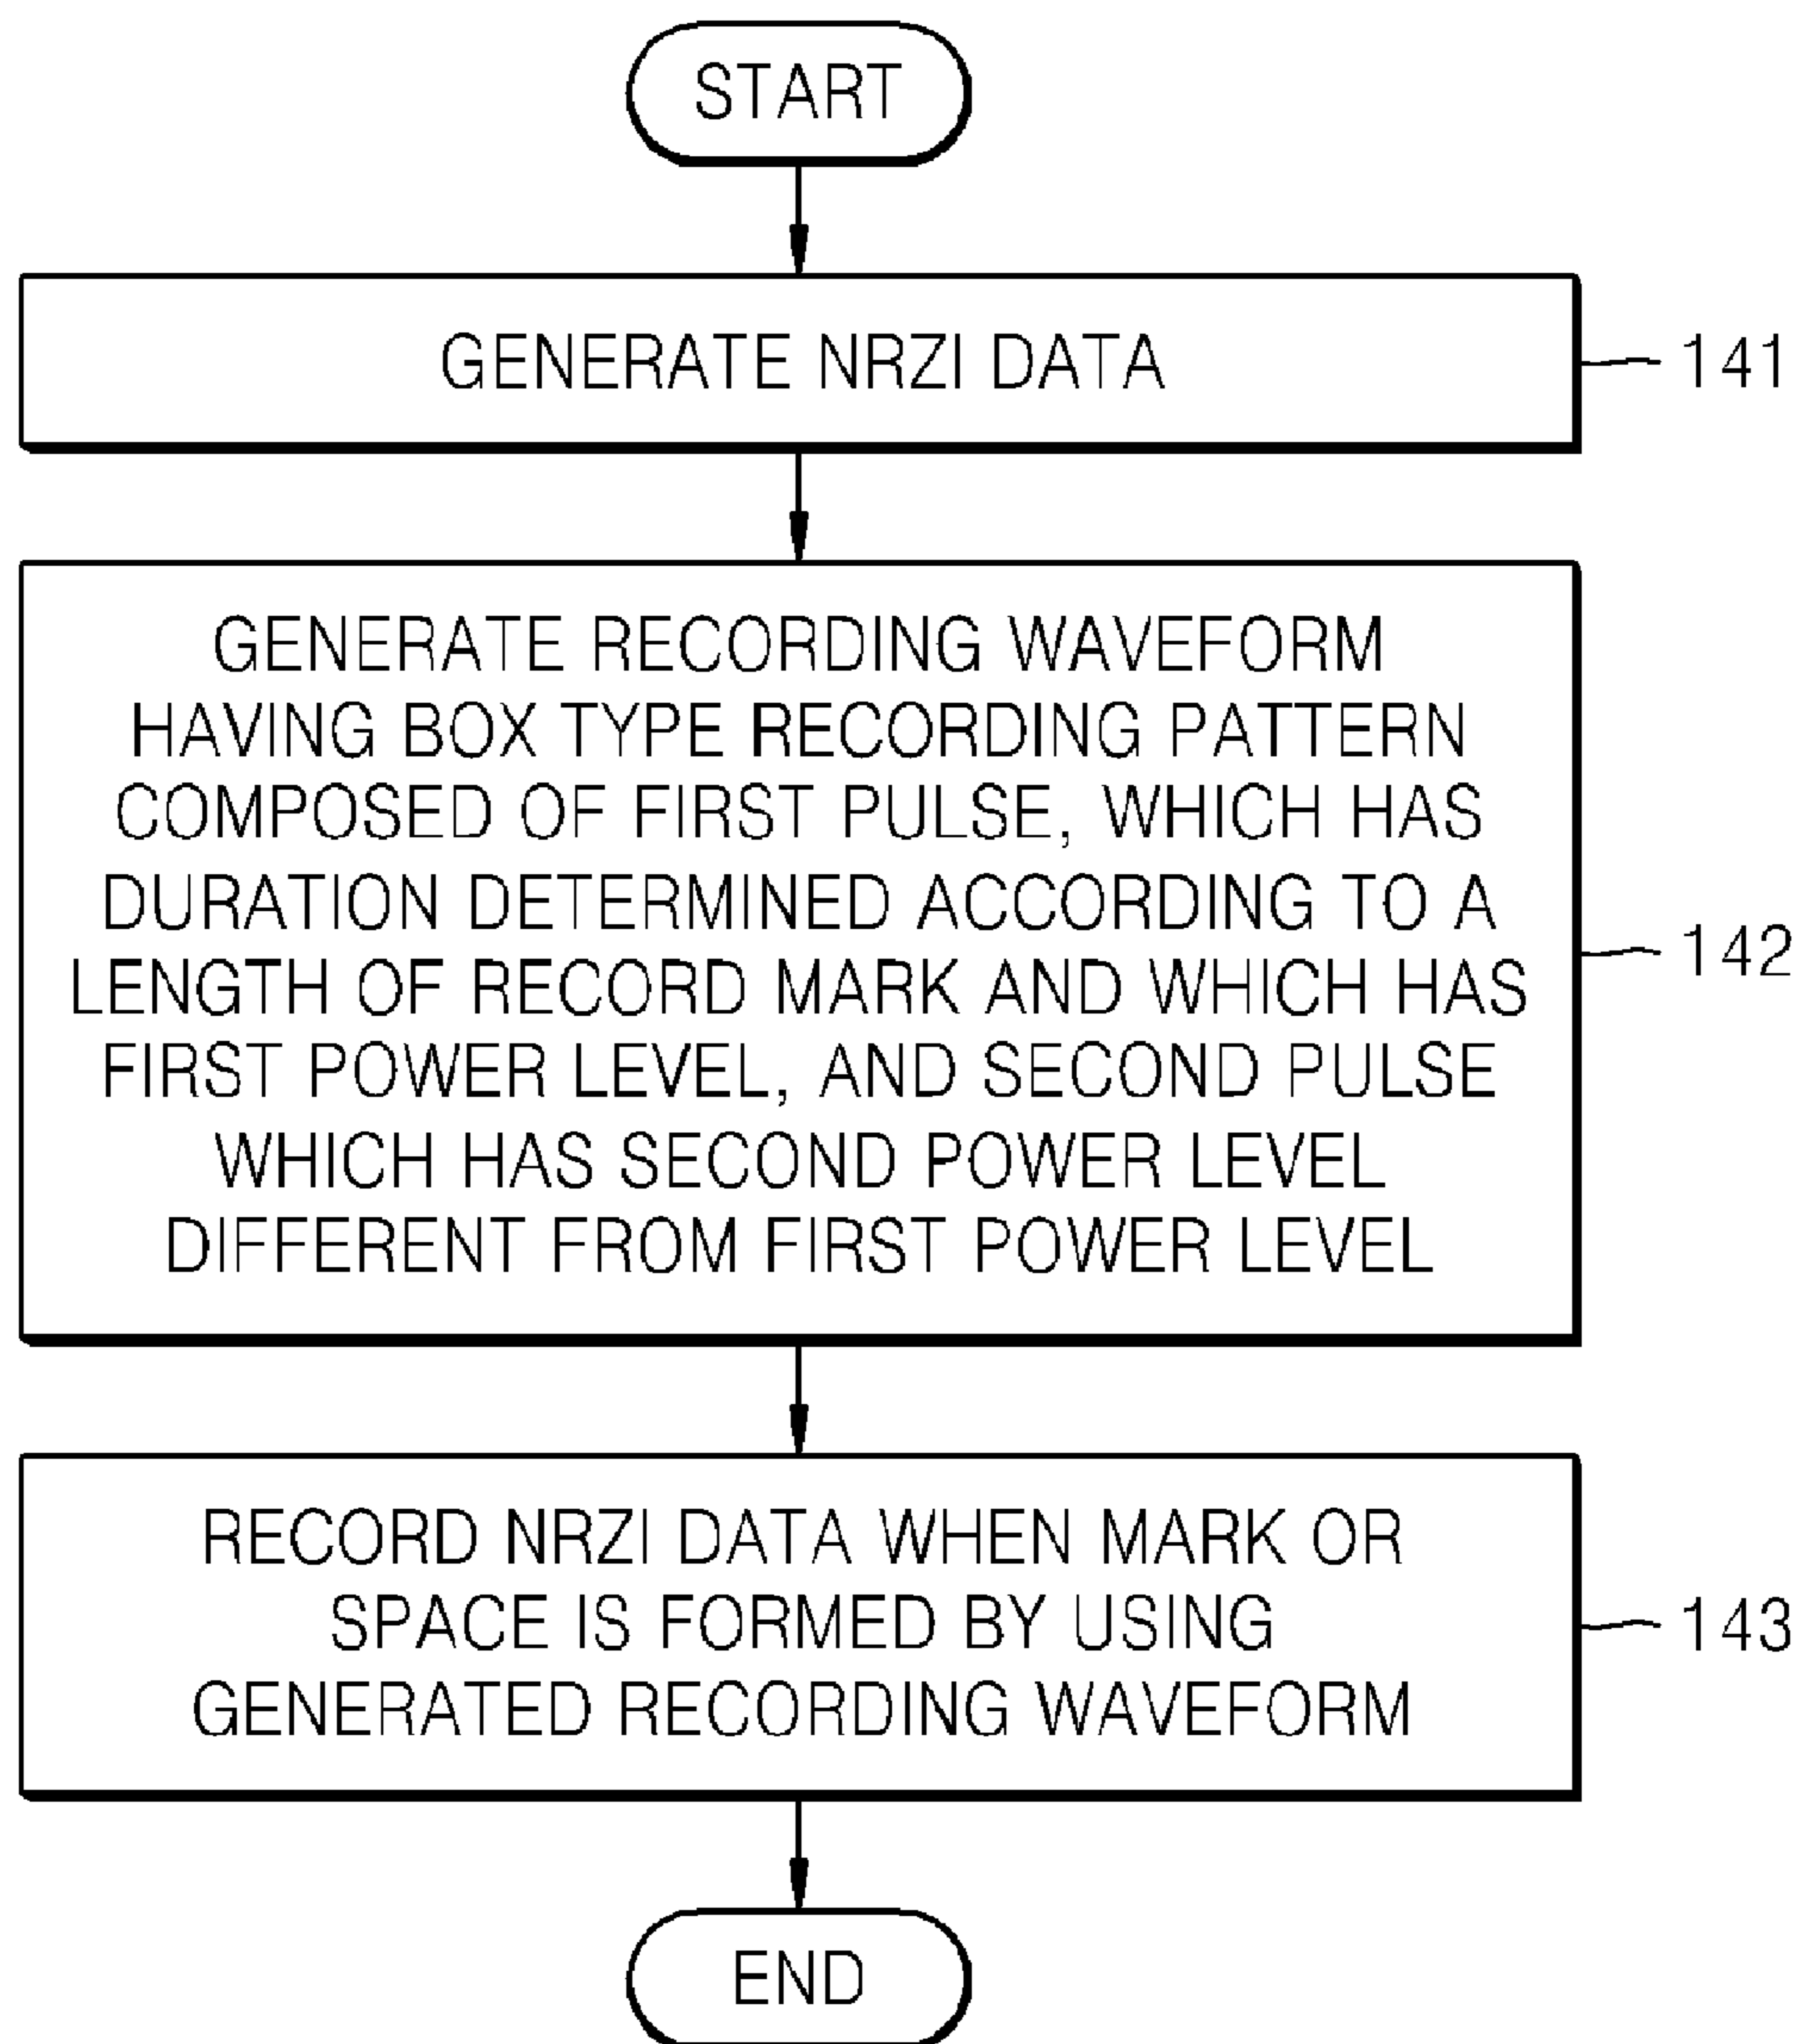 START
GENERATE NRZI DATA
141
GENERATE RECORDING WAVEFORM
HAVING BOX TYPE RECORDING PATTERN
COMPOSED OF FIRST PULSE, WHICH HAS
DURATION DETERMINED ACCORDING TO A
LENGTH OF RECORD MARK AND WHICH HAS
FIRST POWER LEVEL, AND SECOND PULSE
WHICH HAS SECOND POWER LEVEL
DIFFERENT FROM FIRST POWER LEVEL
142
RECORD NRZI DATA WHEN MARK OR
SPACE IS FORMED BY USING
GENERATED RECORDING WAVEFORM
143
END